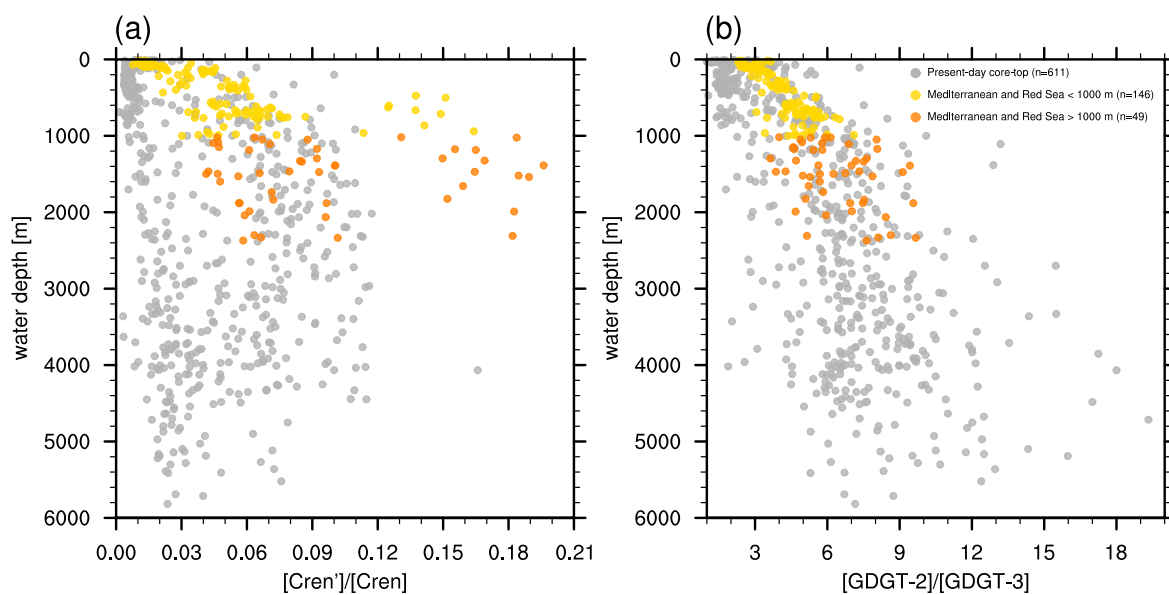 (a)
(b)
0
1000
2000
3000
4000
5000
6000
water depth [m]
0.00 0.03 0.06 0.09 0.12 0.15 0.18 0.21
[Cren']/[Cren]
0
1000
2000
3000
4000
5000
6000
water depth [m]
Present-day core-top (n=611)
Mediterranean and Red Sea < 1000 m (n=146)
Mediterranean and Red Sea > 1000 m (n=49)
3 6 9 12 15 18
[GDGT-2]/[GDGT-3]